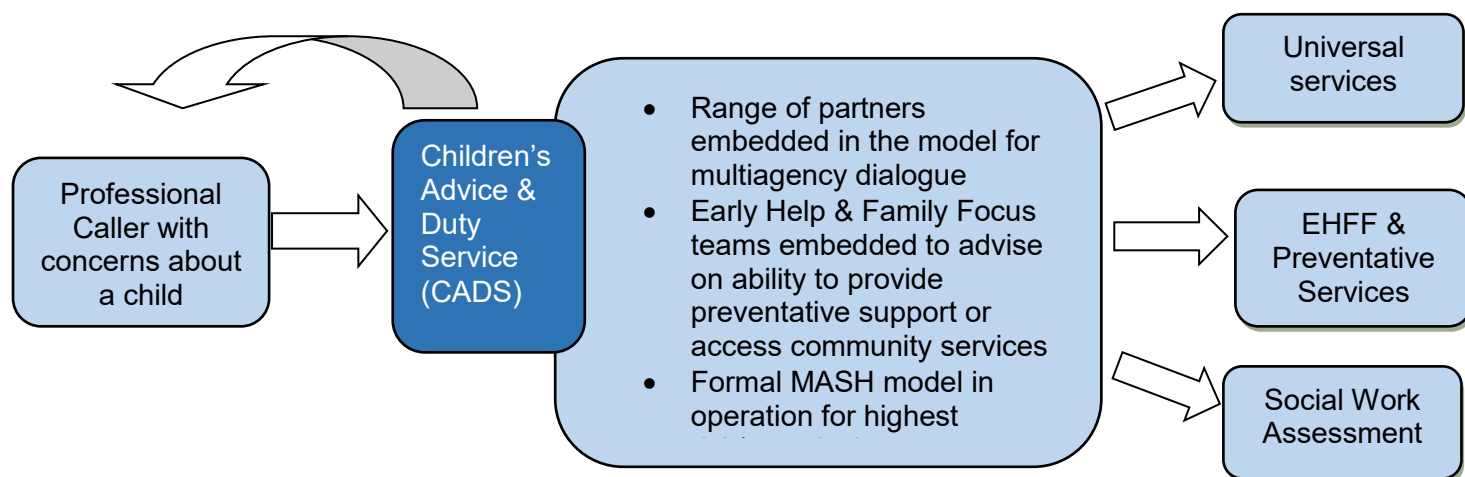 Professional
Caller with
concerns about
a child
Children’s
Advice &
Duty
Service
(CADS)
• Range of partners
embedded in the model for
multiagency dialogue
• Early Help & Family Focus
teams embedded to advise
on ability to provide
preventative support or
access community services
• Formal MASH model in
operation for highest
Universal
services
EHFF &
Preventative
Services
Social Work
Assessment